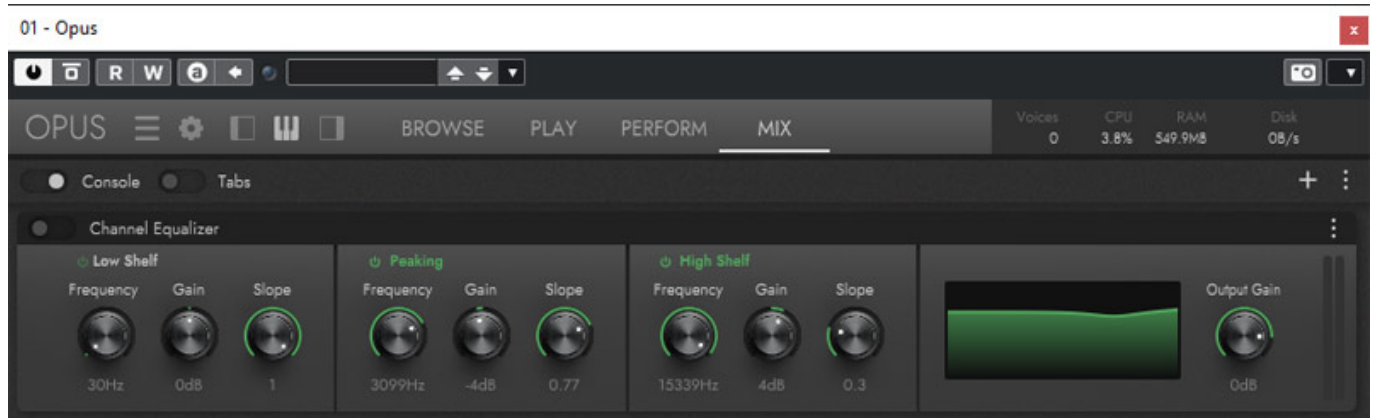 01 - Opus
x
R W a
OPUS BROWSE PLAY PERFORM MIX Voices CPU RAM Disk
0 3.8% 549.9MB 0B/s
Console Tabs
Channel Equalizer
Low Shelf Peaking High Shelf
Frequency Gain Slope Frequency Gain Slope Frequency Gain Slope Output Gain
30Hz 0dB 1 3099Hz -4dB 0.77 15339Hz 4dB 0.3 0dB